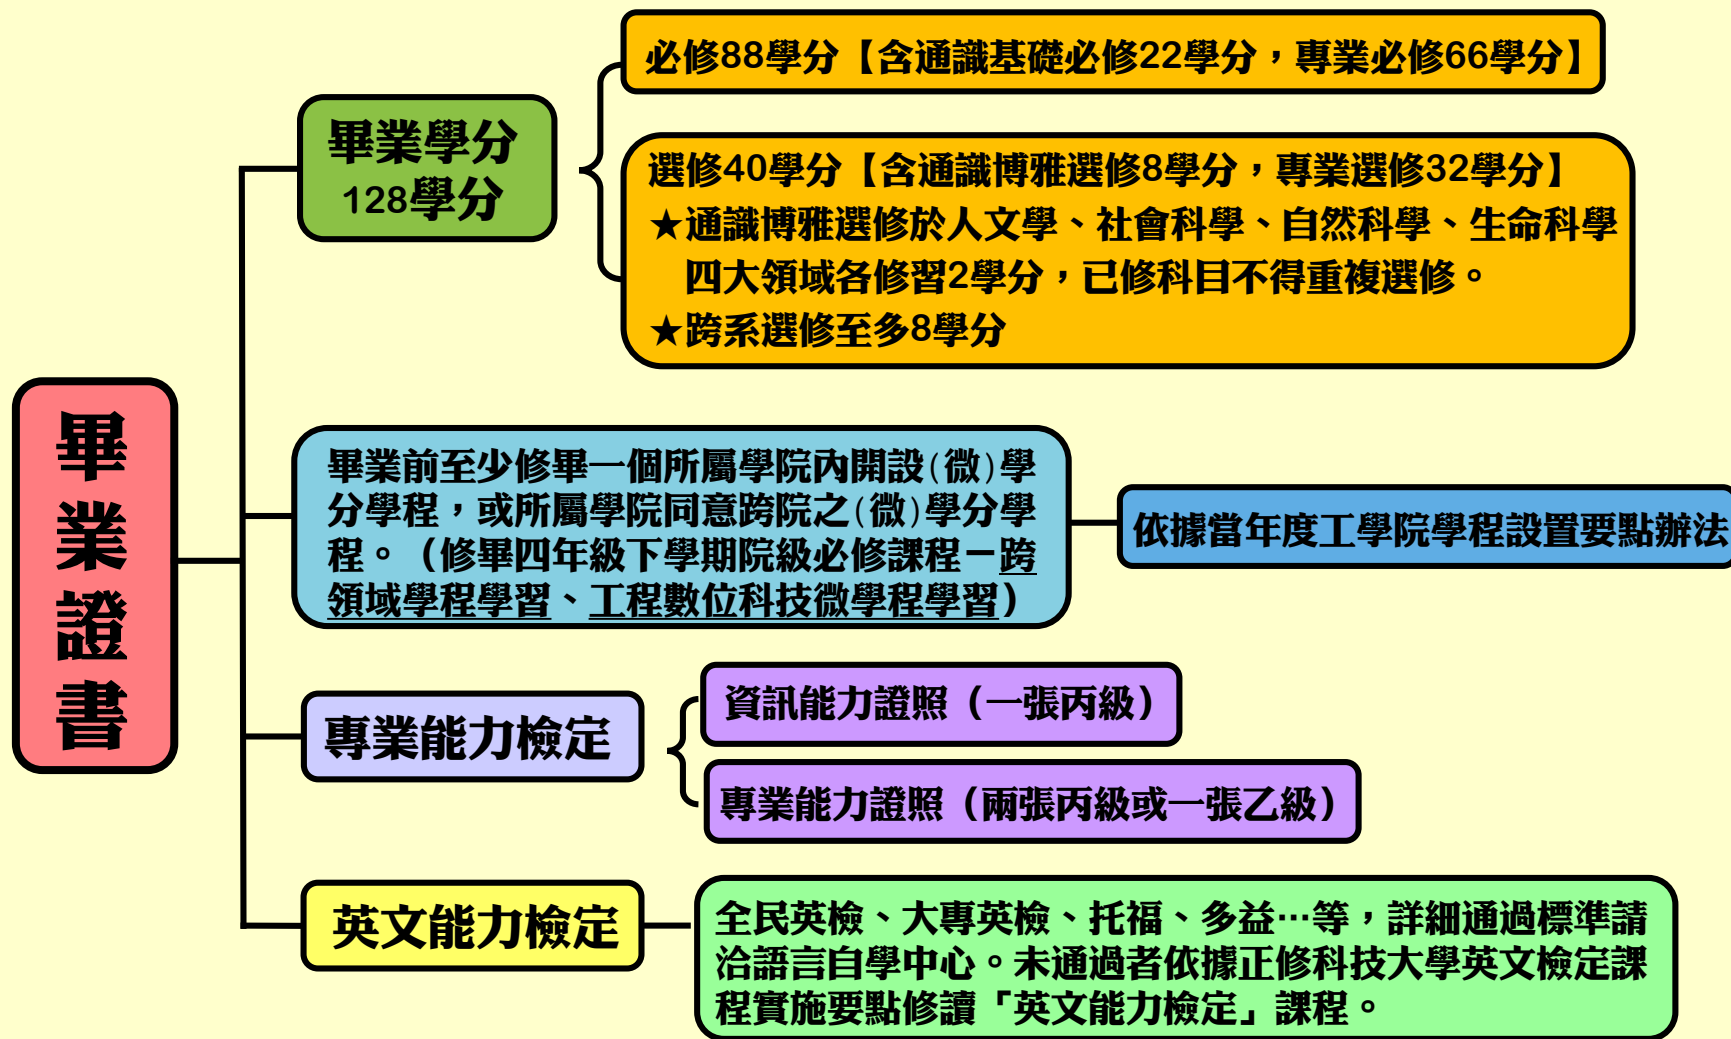 畢業證書
畢業學分
128學分
必修88學分【含通識基礎必修22學分，專業必修66學分】
選修40學分【含通識博雅選修8學分，專業選修32學分】
★通識博雅選修於人文學、社會科學、自然科學、生命科學
四大領域各修習2學分，已修科目不得重複選修。
★跨系選修至多8學分
畢業前至少修畢一個所屬學院內開設(微)學
分學程，或所屬學院同意跨院之(微)學分學
程。（修畢四年級下學期院級必修課程－跨
領域學程學習、工程數位科技微學程學習）
依據當年度工學院學程設置要點辦法
專業能力檢定
資訊能力證照（一張丙級）
專業能力證照（兩張丙級或一張乙級）
英文能力檢定
全民英檢、大專英檢、托福、多益…等，詳細通過標準請
洽語言自學中心。未通過者依據正修科技大學英文檢定課
程實施要點修讀「英文能力檢定」課程。